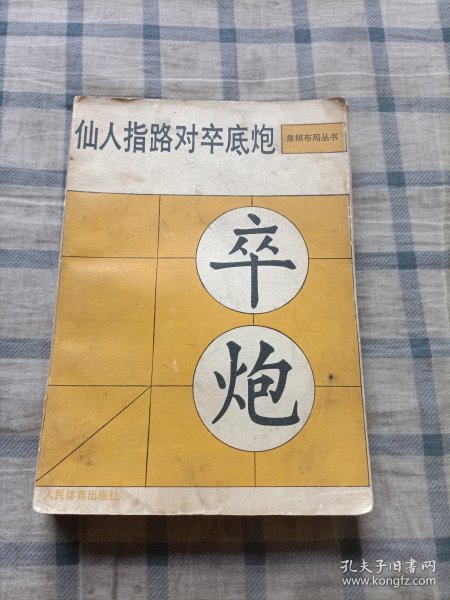 仙人指路对卒底炮
象棋布局丛书
卒
炮
人民体育出版社
孔夫子旧书网
www.kongfz.com